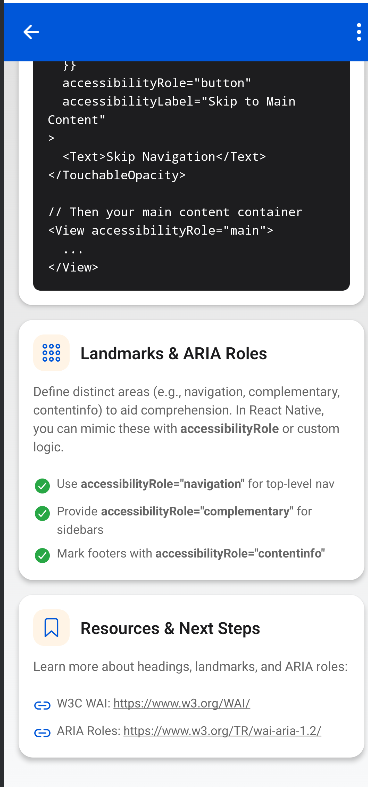 }}
accessibilityRole="button"
accessibilityLabel="Skip to Main
Content"
>
<Text>Skip Navigation</Text>
</TouchableOpacity>
// Then your main content container
<View accessibilityRole="main">
...
</View>
Landmarks & ARIA Roles
Define distinct areas (e.g., navigation, complementary,
contentinfo) to aid comprehension. In React Native,
you can mimic these with accessibilityRole or custom
logic.
Use accessibilityRole="navigation" for top-level nav
Provide accessibilityRole="complementary" for
sidebars
Mark footers with accessibilityRole="contentinfo"
Resources & Next Steps
Learn more about headings, landmarks, and ARIA roles:
W3C WAI: https://www.w3.org/WAI/
ARIA Roles: https://www.w3.org/TR/wai-aria-1.2/